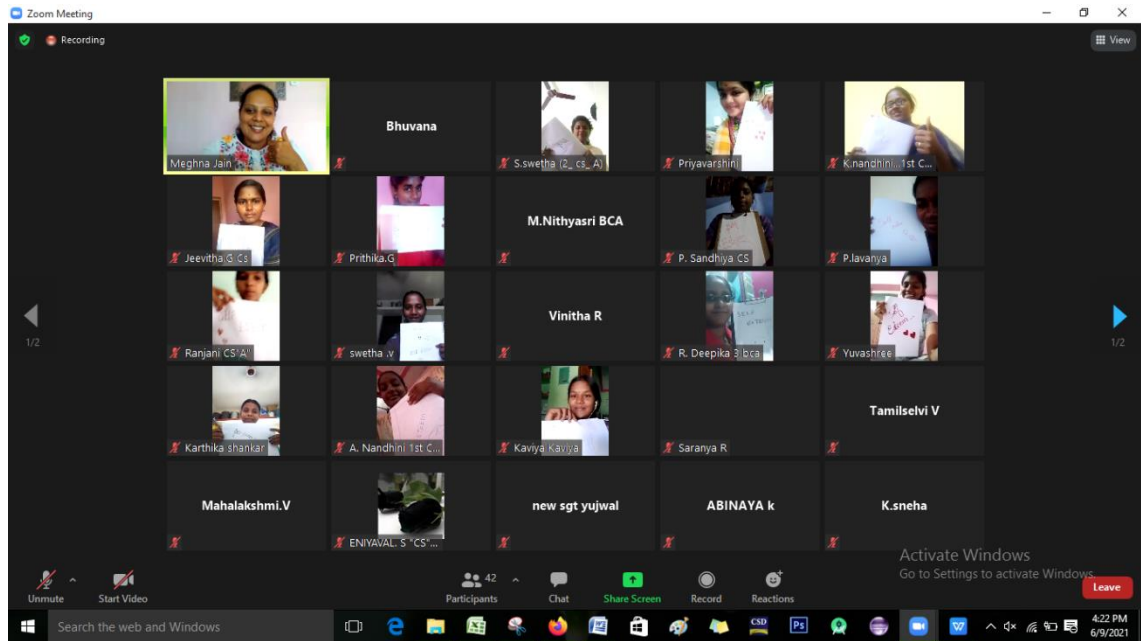 Zoom Meeting
Recording
View
Meghna Jain
Bhuvana
S.swetha (2_ cs_ A)
Priyavarshini
K.nandhini...1st C...
Jeevitha.G Cs
Prithika.G
M.Nithyasri BCA
P. Sandhiya CS
P.lavanya
Ranjani CS"A"
swetha .v
Vinitha R
R. Deepika 3 bca
Yuvashree
Karthika shankar
A. Nandhini 1st C...
Kaviya Kaviya
Saranya R
Tamilselvi V
Mahalakshmi.V
ENIYAVAL. S "CS"...
new sgt yujwal
ABINAYA k
K.sneha
1/2
1/2
Activate Windows
Go to Settings to activate Windows.
Unmute
Start Video
Participants
42
Chat
Share Screen
Record
Reactions
Leave
Search the web and Windows
CSD
Ps
W
4:22 PM
6/9/2021